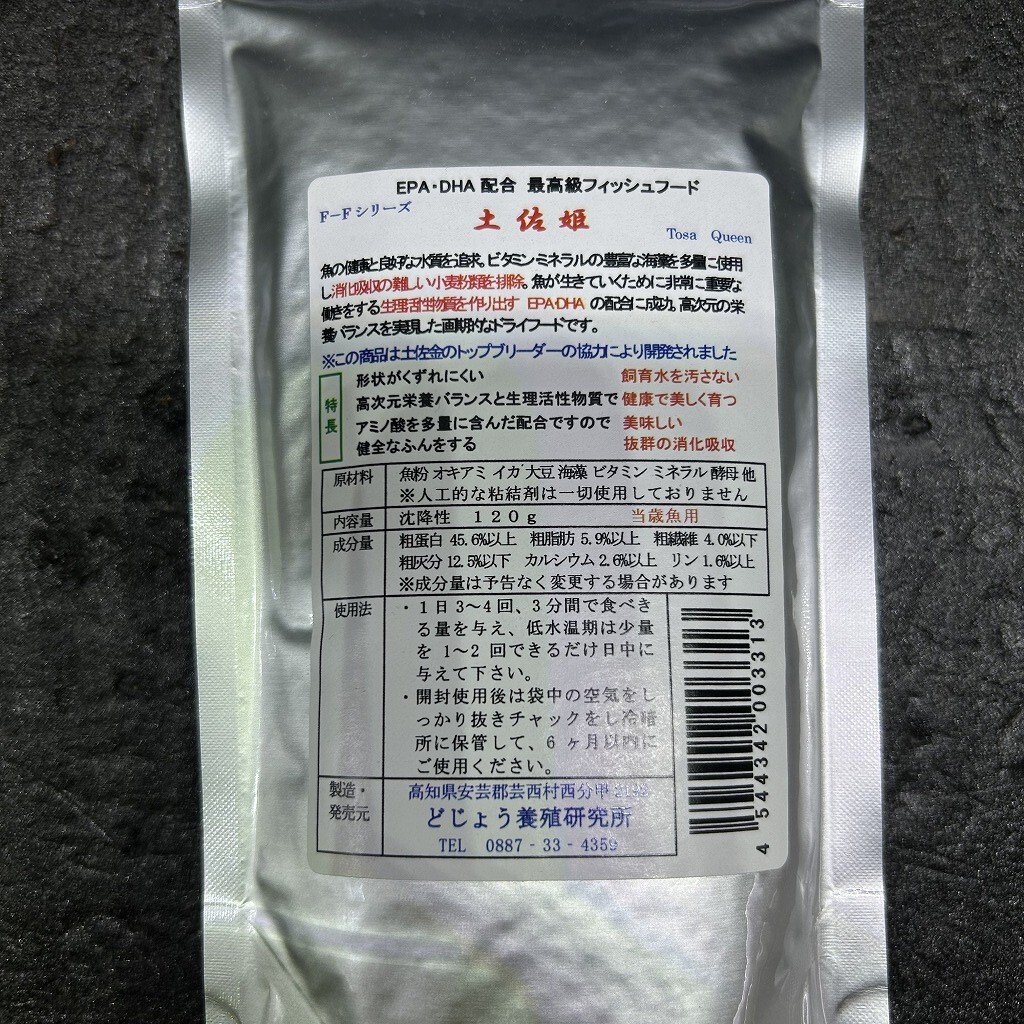 EPA・DHA配合 最高級フィッシュフード
F−Fシリーズ
土佐姫
Tosa Queen
魚の健康と良好な水質を追求。ビタミンミネラルの豊富な海藻を多量に使用
し消化吸収の難しい小麦粉類を排除。魚が生きていくために非常に重要な
働きをする生理活性物質を作り出す EPA・DHA の配合に成功。高次元の栄
養バランスを実現した画期的なドライフードです。
※この商品は土佐金のトップブリーダーの協力により開発されました
特長
形状がくずれにくい 飼育水を汚さない
高次元栄養バランスと生理活性物質で 健康で美しく育つ
アミノ酸を多量に含んだ配合ですので 美味しい
健全なふんをする 抜群の消化吸収
原材料 魚粉 オキアミ イカ 大豆 海藻 ビタミン ミネラル 酵母 他
※人工的な粘結剤は一切使用しておりません
内容量 沈降性 120g 当歳魚用
成分量 粗蛋白 45.6%以上 粗脂肪 5.9%以上 粗繊維 4.0%以下
粗灰分 12.5%以下 カルシウム 2.6%以上 リン 1.6%以上
※成分量は予告なく変更する場合があります
使用法 ・1日3〜4回、3分間で食べき
る量を与え、低水温期は少量
を 1〜2 回できるだけ日中に
与えて下さい。
・開封使用後は袋中の空気をし
っかり抜きチャックをし冷暗
所に保管して、6 ヶ月以内に
ご使用ください。
製造・発売元 高知県安芸郡芸西村西分甲
どじょう養殖研究所
TEL 0887-33-4359
4 544342 003313